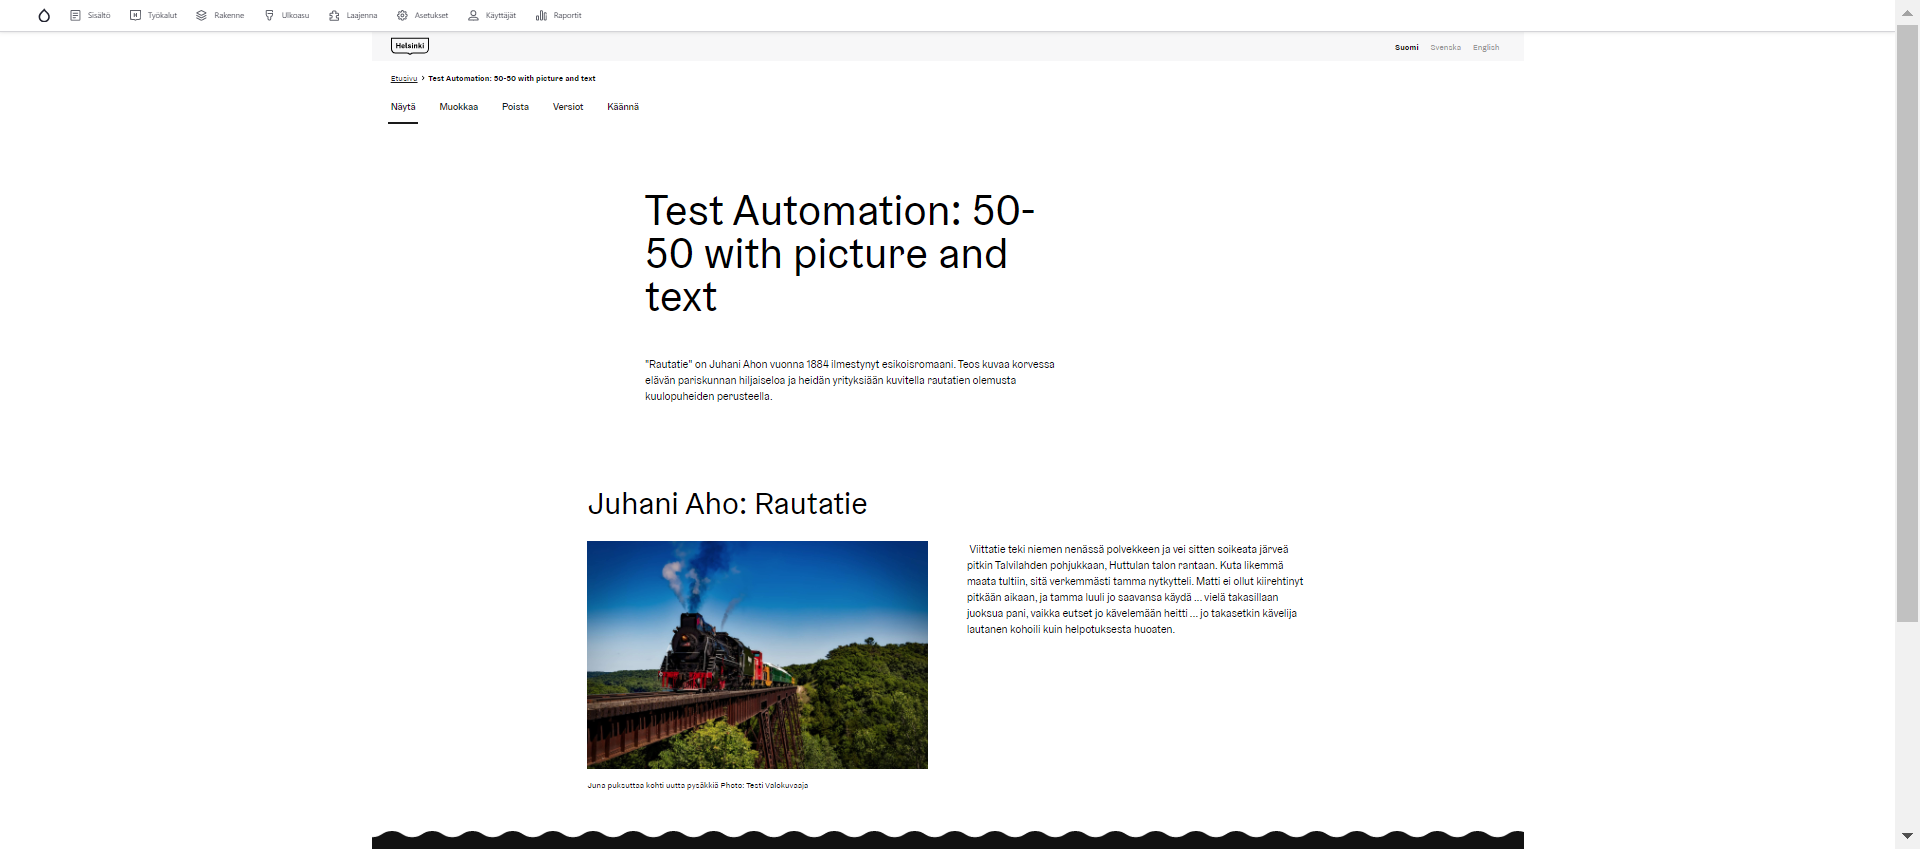 Sisältö Työkalut Rakenne Ulkoasu Laajenna Asetukset Käyttäjät Raportit
Helsinki
Suomi Svenska English
Etusivu > Test Automation: 50-50 with picture and text
Näytä Muokkaa Poista Versiot Käännä
Test Automation: 50-
50 with picture and
text
"Rautatie" on Juhani Ahon vuonna 1884 ilmestynyt esikoisromaani. Teos kuvaa korvessa
elävän pariskunnan hiljaiseloa ja heidän yrityksiään kuvitella rautatien olemusta
kuulopuheiden perusteella.
Juhani Aho: Rautatie
Viittatie teki niemen nenässä polvekkeen ja vei sitten soikeata järveä
pitkin Talvilahden pohjukkaan, Huttulan talon rantaan. Kuta likemmä
maata tultiin, sitä verkemmästi tamma nytkytteli. Matti ei ollut kiirehtinyt
pitkään aikaan, ja tamma luuli jo saavansa käydä ... vielä takasillaan
juoksua pani, vaikka eutset jo kävelemään heitti ... jo takasetkin kävelijä
lautanen kohoili kuin helpotuksesta huoaten.
Juna puksuttaa kohti uutta pysäkkiä Photo: Testi Valokuvaaja